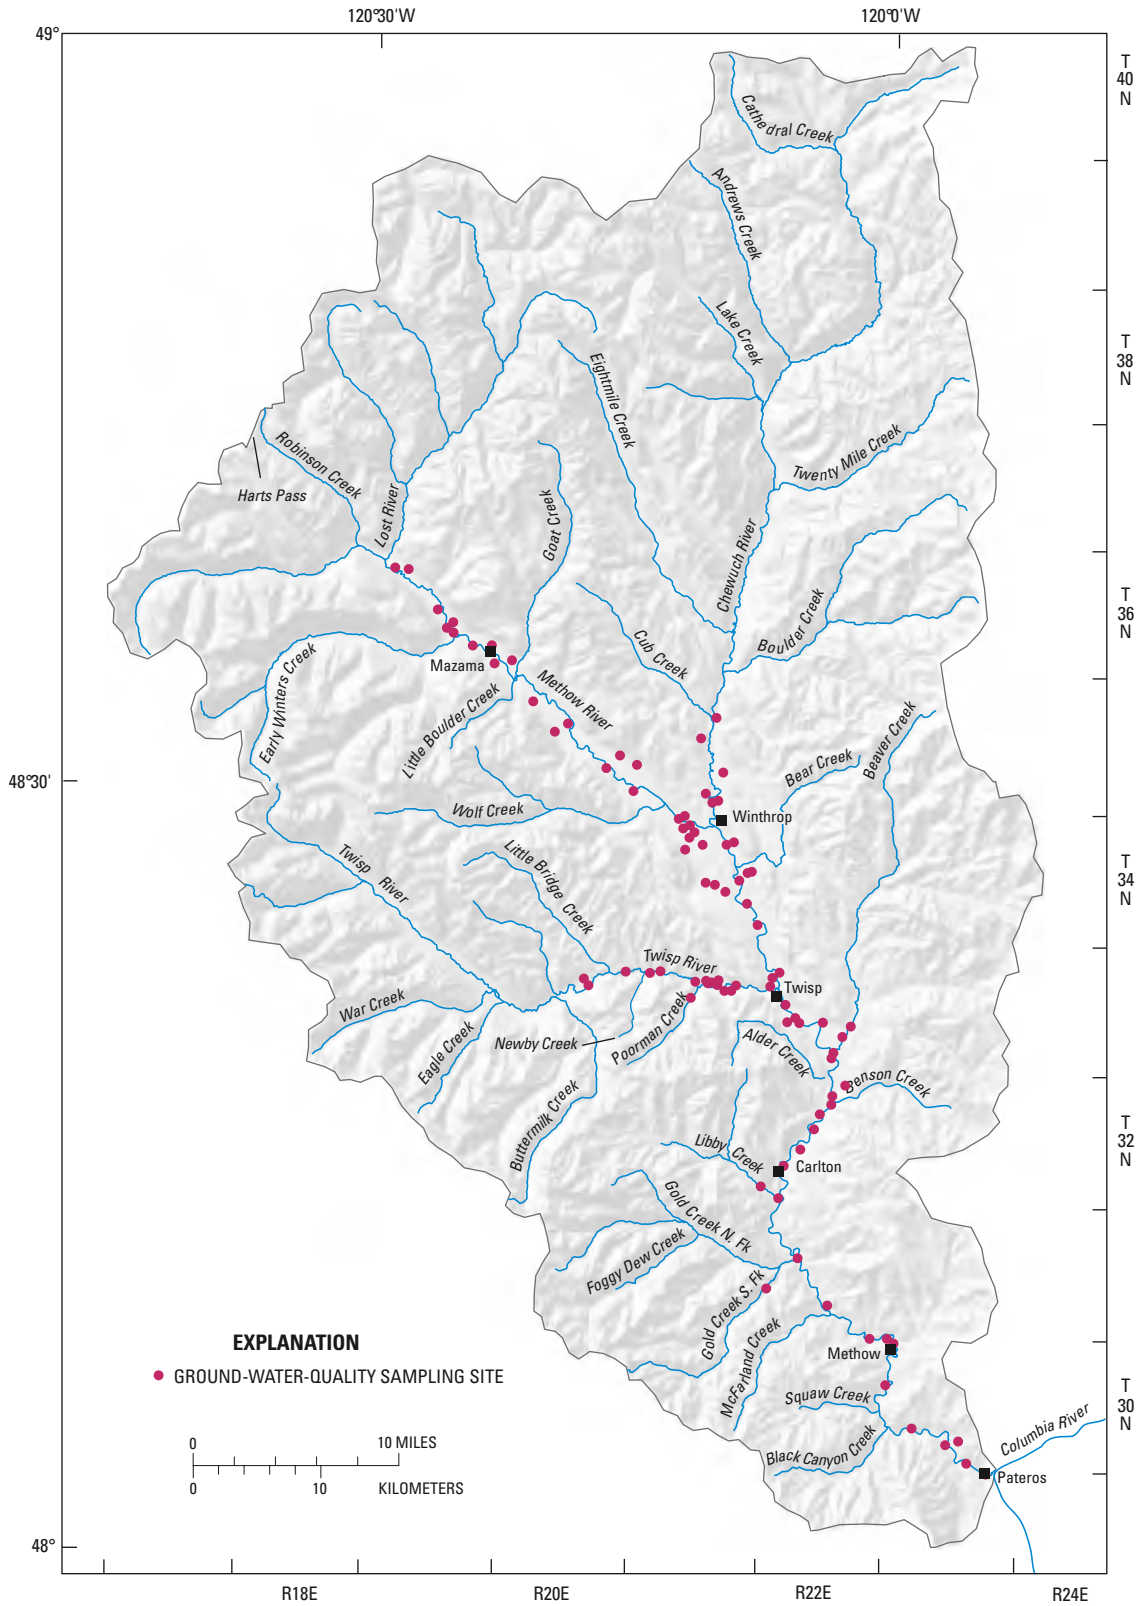 120°30'W
120°0'W
49°
T
40
N
Cathedral Creek
Andrews Creek
Lake Creek
T
38
N
Eightmile Creek
Robinson Creek
Harts Pass
Lost River
Goat Creek
Twenty Mile Creek
Chewuch River
Boulder Creek
T
36
N
Cub Creek
Mazama
Early Winters Creek
Methow River
Little Boulder Creek
Beaver Creek
Bear Creek
48°30'
Wolf Creek
Winthrop
Twisp River
Little Bridge Creek
T
34
N
Twisp River
Twisp
War Creek
Eagle Creek
Newby Creek
Poorman Creek
Alder Creek
Benson Creek
Buttermilk Creek
Libby Creek
Carlton
T
32
N
Gold Creek N. Fk
Foggy Dew Creek
Gold Creek S. Fk
McFarland Creek
Methow
Squaw Creek
Black Canyon Creek
Columbia River
Pateros
T
30
N
EXPLANATION
GROUND-WATER-QUALITY SAMPLING SITE
0 10 MILES
0 10 KILOMETERS
48°
R18E
R20E
R22E
R24E